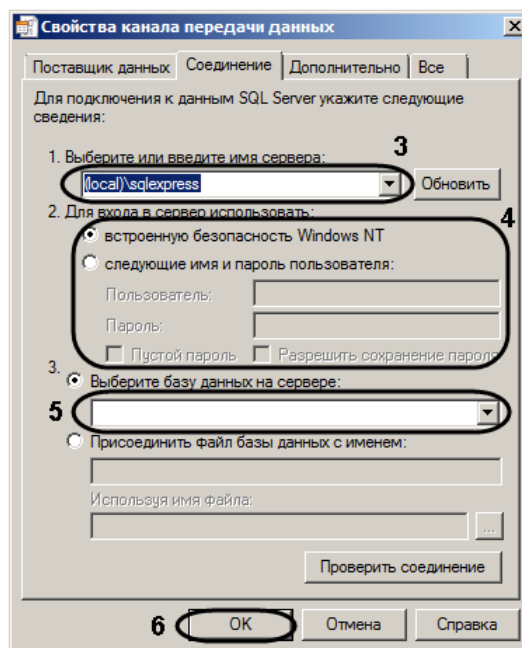 Свойства канала передачи данных
Поставщик данных Соединение Дополнительно Все
Для подключения к данным SQL Server укажите следующие
сведения:
3
1. Выберите или введите имя сервера:
(local)\sqlexpress Обновить
2. Для входа в сервер использовать:
4
встроенную безопасность Windows NT
следующие имя и пароль пользователя:
Пользователь:
Пароль:
Пустой пароль Разрешить сохранение пароля
3.
Выберите базу данных на сервере:
5
Присоединить файл базы данных с именем:
Используя имя файла:
...
Проверить соединение
6 OK Отмена Справка